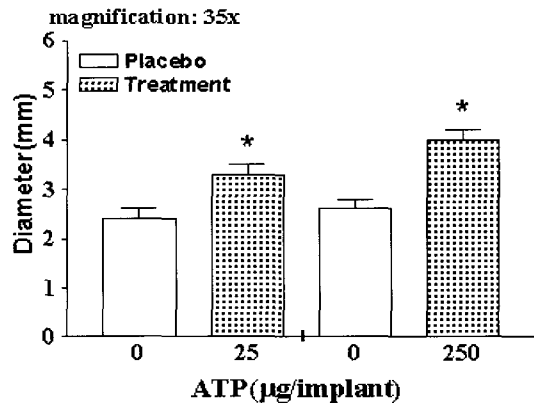 magnification: 35x
6
Placebo
Treatment
5
*
*
4
3
2
1
0
Diameter(mm)
0 25 0 250
ATP(µg/implant)